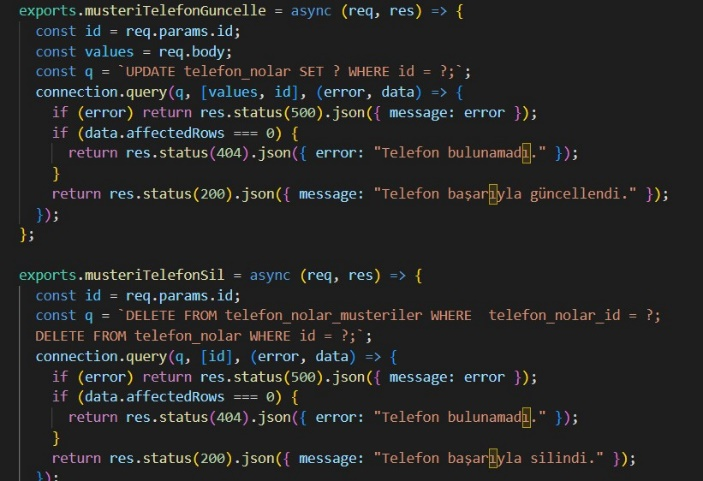 exports.musteriTelefonGuncelle = async (req, res) => {
  const id = req.params.id;
  const values = req.body;
  const q = `UPDATE telefon_nolar SET ? WHERE id = ?;`;
  connection.query(q, [values, id], (error, data) => {
    if (error) return res.status(500).json({ message: error });
    if (data.affectedRows === 0) {
      return res.status(404).json({ error: "Telefon bulunamadı." });
    }
    return res.status(200).json({ message: "Telefon başarıyla güncellendi." });
  });
};
exports.musteriTelefonSil = async (req, res) => {
  const id = req.params.id;
  const q = `DELETE FROM telefon_nolar_musteriler WHERE  telefon_nolar_id = ?;
  DELETE FROM telefon_nolar WHERE id = ?;`;
  connection.query(q, [id], (error, data) => {
    if (error) return res.status(500).json({ message: error });
    if (data.affectedRows === 0) {
      return res.status(404).json({ error: "Telefon bulunamadı." });
    }
    return res.status(200).json({ message: "Telefon başarıyla silindi." });
  });